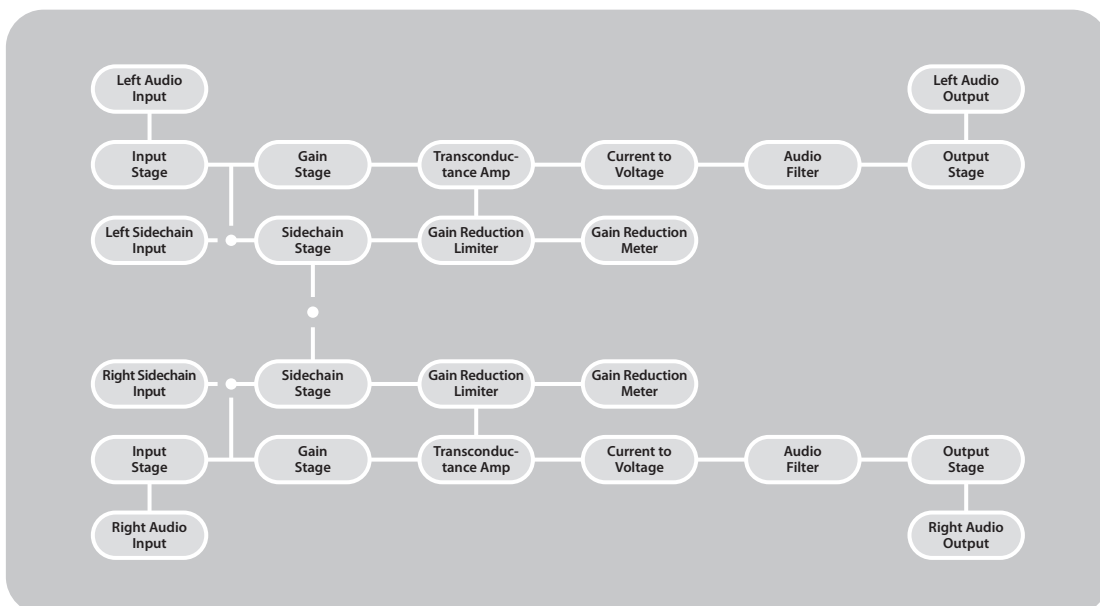 Left Audio
Input
Left Audio
Output
Input
Stage
Gain
Stage
Transconduc-
tance Amp
Current to
Voltage
Audio
Filter
Output
Stage
Left Sidechain
Input
Sidechain
Stage
Gain Reduction
Limiter
Gain Reduction
Meter
Right Sidechain
Input
Sidechain
Stage
Gain Reduction
Limiter
Gain Reduction
Meter
Input
Stage
Gain
Stage
Transconduc-
tance Amp
Current to
Voltage
Audio
Filter
Output
Stage
Right Audio
Input
Right Audio
Output